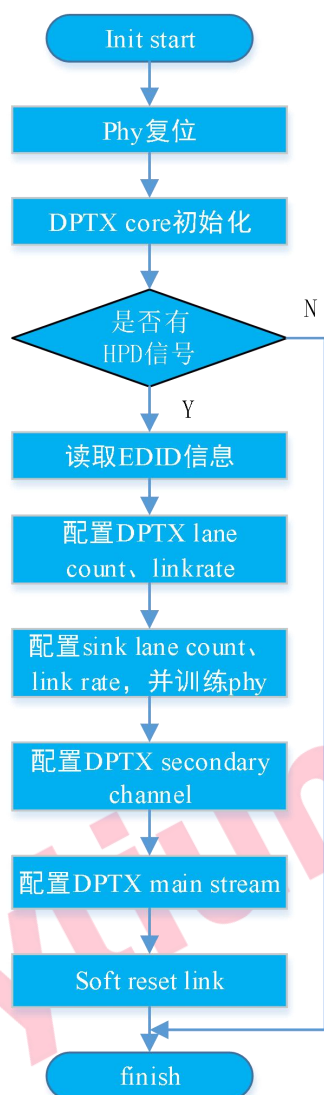 Init start
Phy复位
DPTX core初始化
是否有
HPD信号
N
Y
读取EDID信息
配置DPTX lane
count、linkrate
配置sink lane count、
link rate，并训练phy
配置DPTX secondary
channel
配置DPTX main stream
Soft reset link
finish